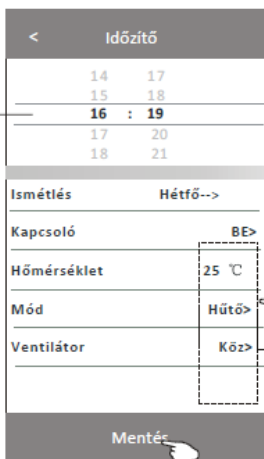 < Időzítő
14 17
15 18
16 : 19
17 20
18 21
Ismétlés Hétfő-->
Kapcsoló BE>
Hőmérséklet 25 ℃
Mód Hűtő>
Ventilátor Köz>
Mentés